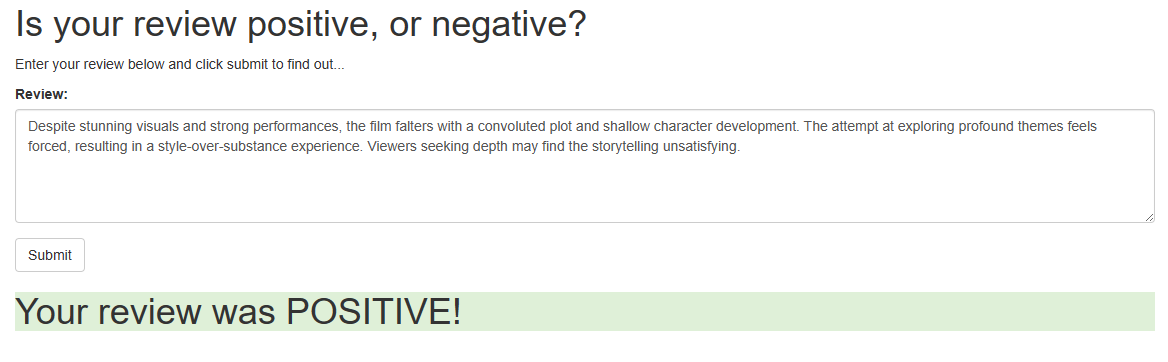 Is your review positive, or negative?
Enter your review below and click submit to find out...
Review:
Despite stunning visuals and strong performances, the film falters with a convoluted plot and shallow character development. The attempt at exploring profound themes feels
forced, resulting in a style-over-substance experience. Viewers seeking depth may find the storytelling unsatisfying.
Submit
Your review was POSITIVE!